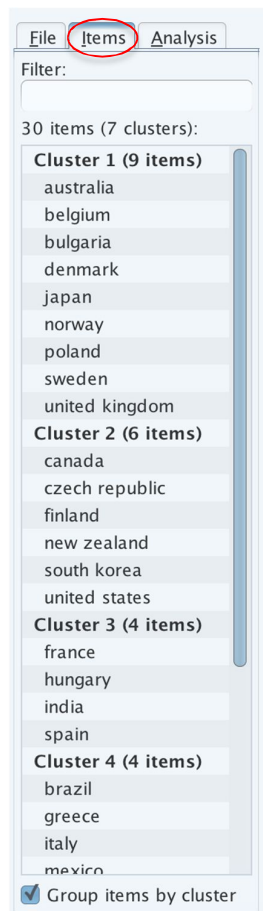 File Items Analysis
Filter:
30 items (7 clusters):
Cluster 1 (9 items)
australia
belgium
bulgaria
denmark
japan
norway
poland
sweden
united kingdom
Cluster 2 (6 items)
canada
czech republic
finland
new zealand
south korea
united states
Cluster 3 (4 items)
france
hungary
india
spain
Cluster 4 (4 items)
brazil
greece
italy
mexico
Group items by cluster